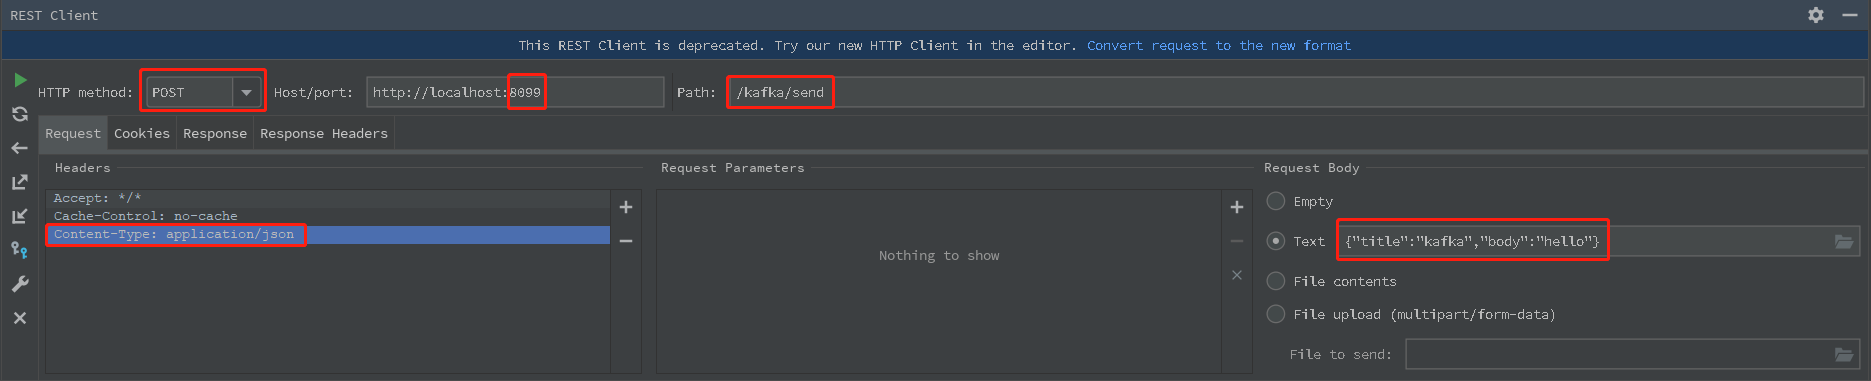 REST Client
This REST Client is deprecated. Try our new HTTP Client in the editor. Convert request to the new format
HTTP method: POST Host/port: http://localhost:8099 Path: /kafka/send
Request Cookies Response Response Headers
Headers
Accept: */*
Cache-Control: no-cache
Content-Type: application/json
Request Parameters
Nothing to show
Request Body
Empty
Text {"title":"kafka","body":"hello"}
File contents
File upload (multipart/form-data)
File to send: